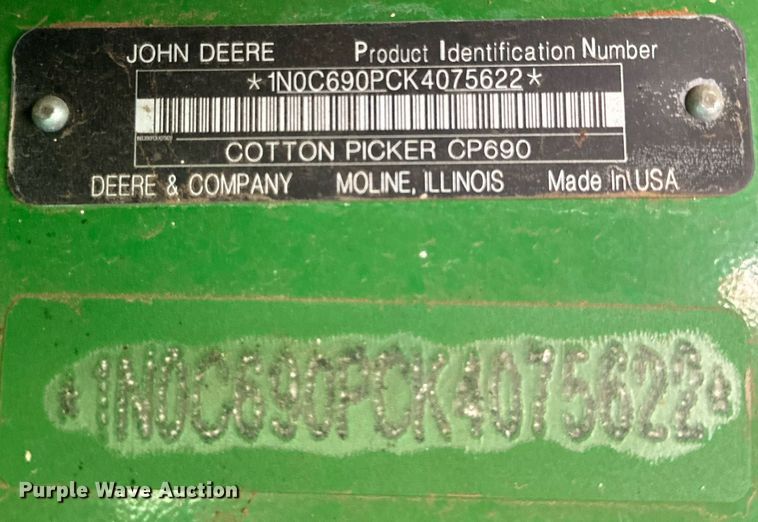 JOHN DEERE Product Identification Number
*1N0C690PCK4075622*
COTTON PICKER CP690
DEERE & COMPANY MOLINE, ILLINOIS Made in USA
*1N0C690PCK4075622*
Purple Wave Auction